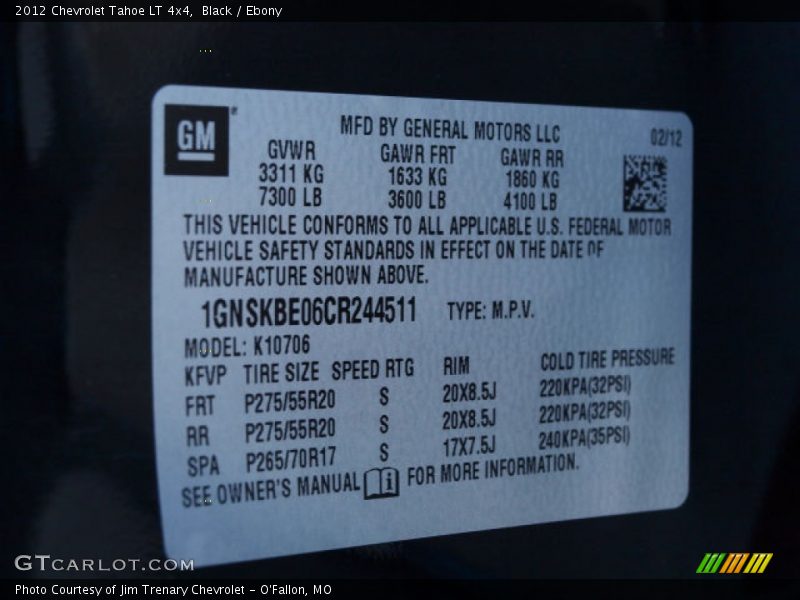 2012 Chevrolet Tahoe LT 4x4, Black / Ebony
GM
MFD BY GENERAL MOTORS LLC
02/12
GVWR GAWR FRT GAWR RR
3311 KG 1633 KG 1860 KG
7300 LB 3600 LB 4100 LB
THIS VEHICLE CONFORMS TO ALL APPLICABLE U.S. FEDERAL MOTOR
VEHICLE SAFETY STANDARDS IN EFFECT ON THE DATE OF
MANUFACTURE SHOWN ABOVE.
1GNSKBE06CR244511 TYPE: M.P.V.
MODEL: K10706
KFVP TIRE SIZE SPEED RTG RIM COLD TIRE PRESSURE
FRT P275/55R20 S 20X8.5J 220KPA(32PSI)
RR P275/55R20 S 20X8.5J 220KPA(32PSI)
SPA P265/70R17 S 17X7.5J 240KPA(35PSI)
SEE OWNER'S MANUAL i FOR MORE INFORMATION.
GTCARLOT.COM
Photo Courtesy of Jim Trenary Chevrolet - O'Fallon, MO